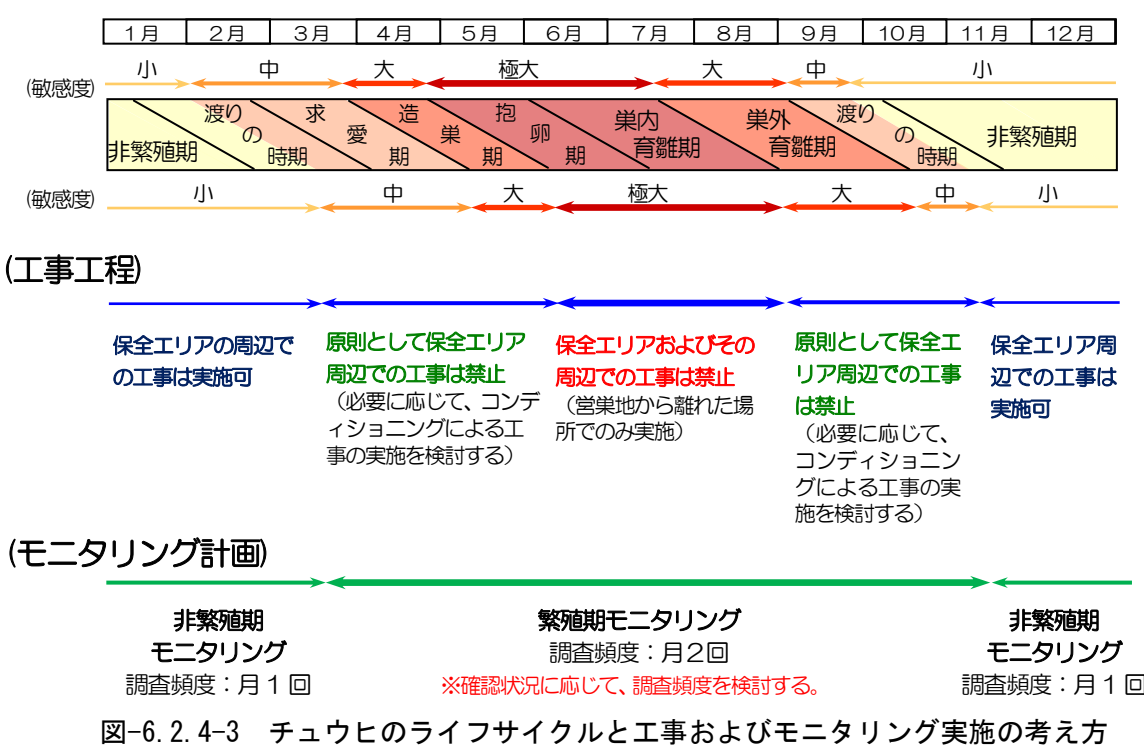 1月 2月 3月 4月 5月 6月 7月 8月 9月 10月 11月 12月
(敏感度) 小 中 大 極大 大 中 小
非繁殖期 渡りの時期 求愛期 造巣期 抱卵期 巣内育雛期 巣外育雛期 渡りの時期 非繁殖期
(敏感度) 小 中 大 極大 大 中 小
(工事工程)
保全エリアの周辺で
の工事は実施可
原則として保全エリア
周辺での工事は禁止
（必要に応じて、コンデ
ィショニングによる工
事の実施を検討する）
保全エリアおよびその
周辺での工事は禁止
（営巣地から離れた場
所でのみ実施）
原則として保全エ
リア周辺での工事
は禁止
（必要に応じて、
コンディショニン
グによる工事の実
施を検討する）
保全エリア周
辺での工事は
実施可
(モニタリング計画)
非繁殖期
モニタリング
調査頻度：月１回
繁殖期モニタリング
調査頻度：月2回
※確認状況に応じて、調査頻度を検討する。
非繁殖期
モニタリング
調査頻度：月１回
図-6.2.4-3　チュウヒのライフサイクルと工事およびモニタリング実施の考え方